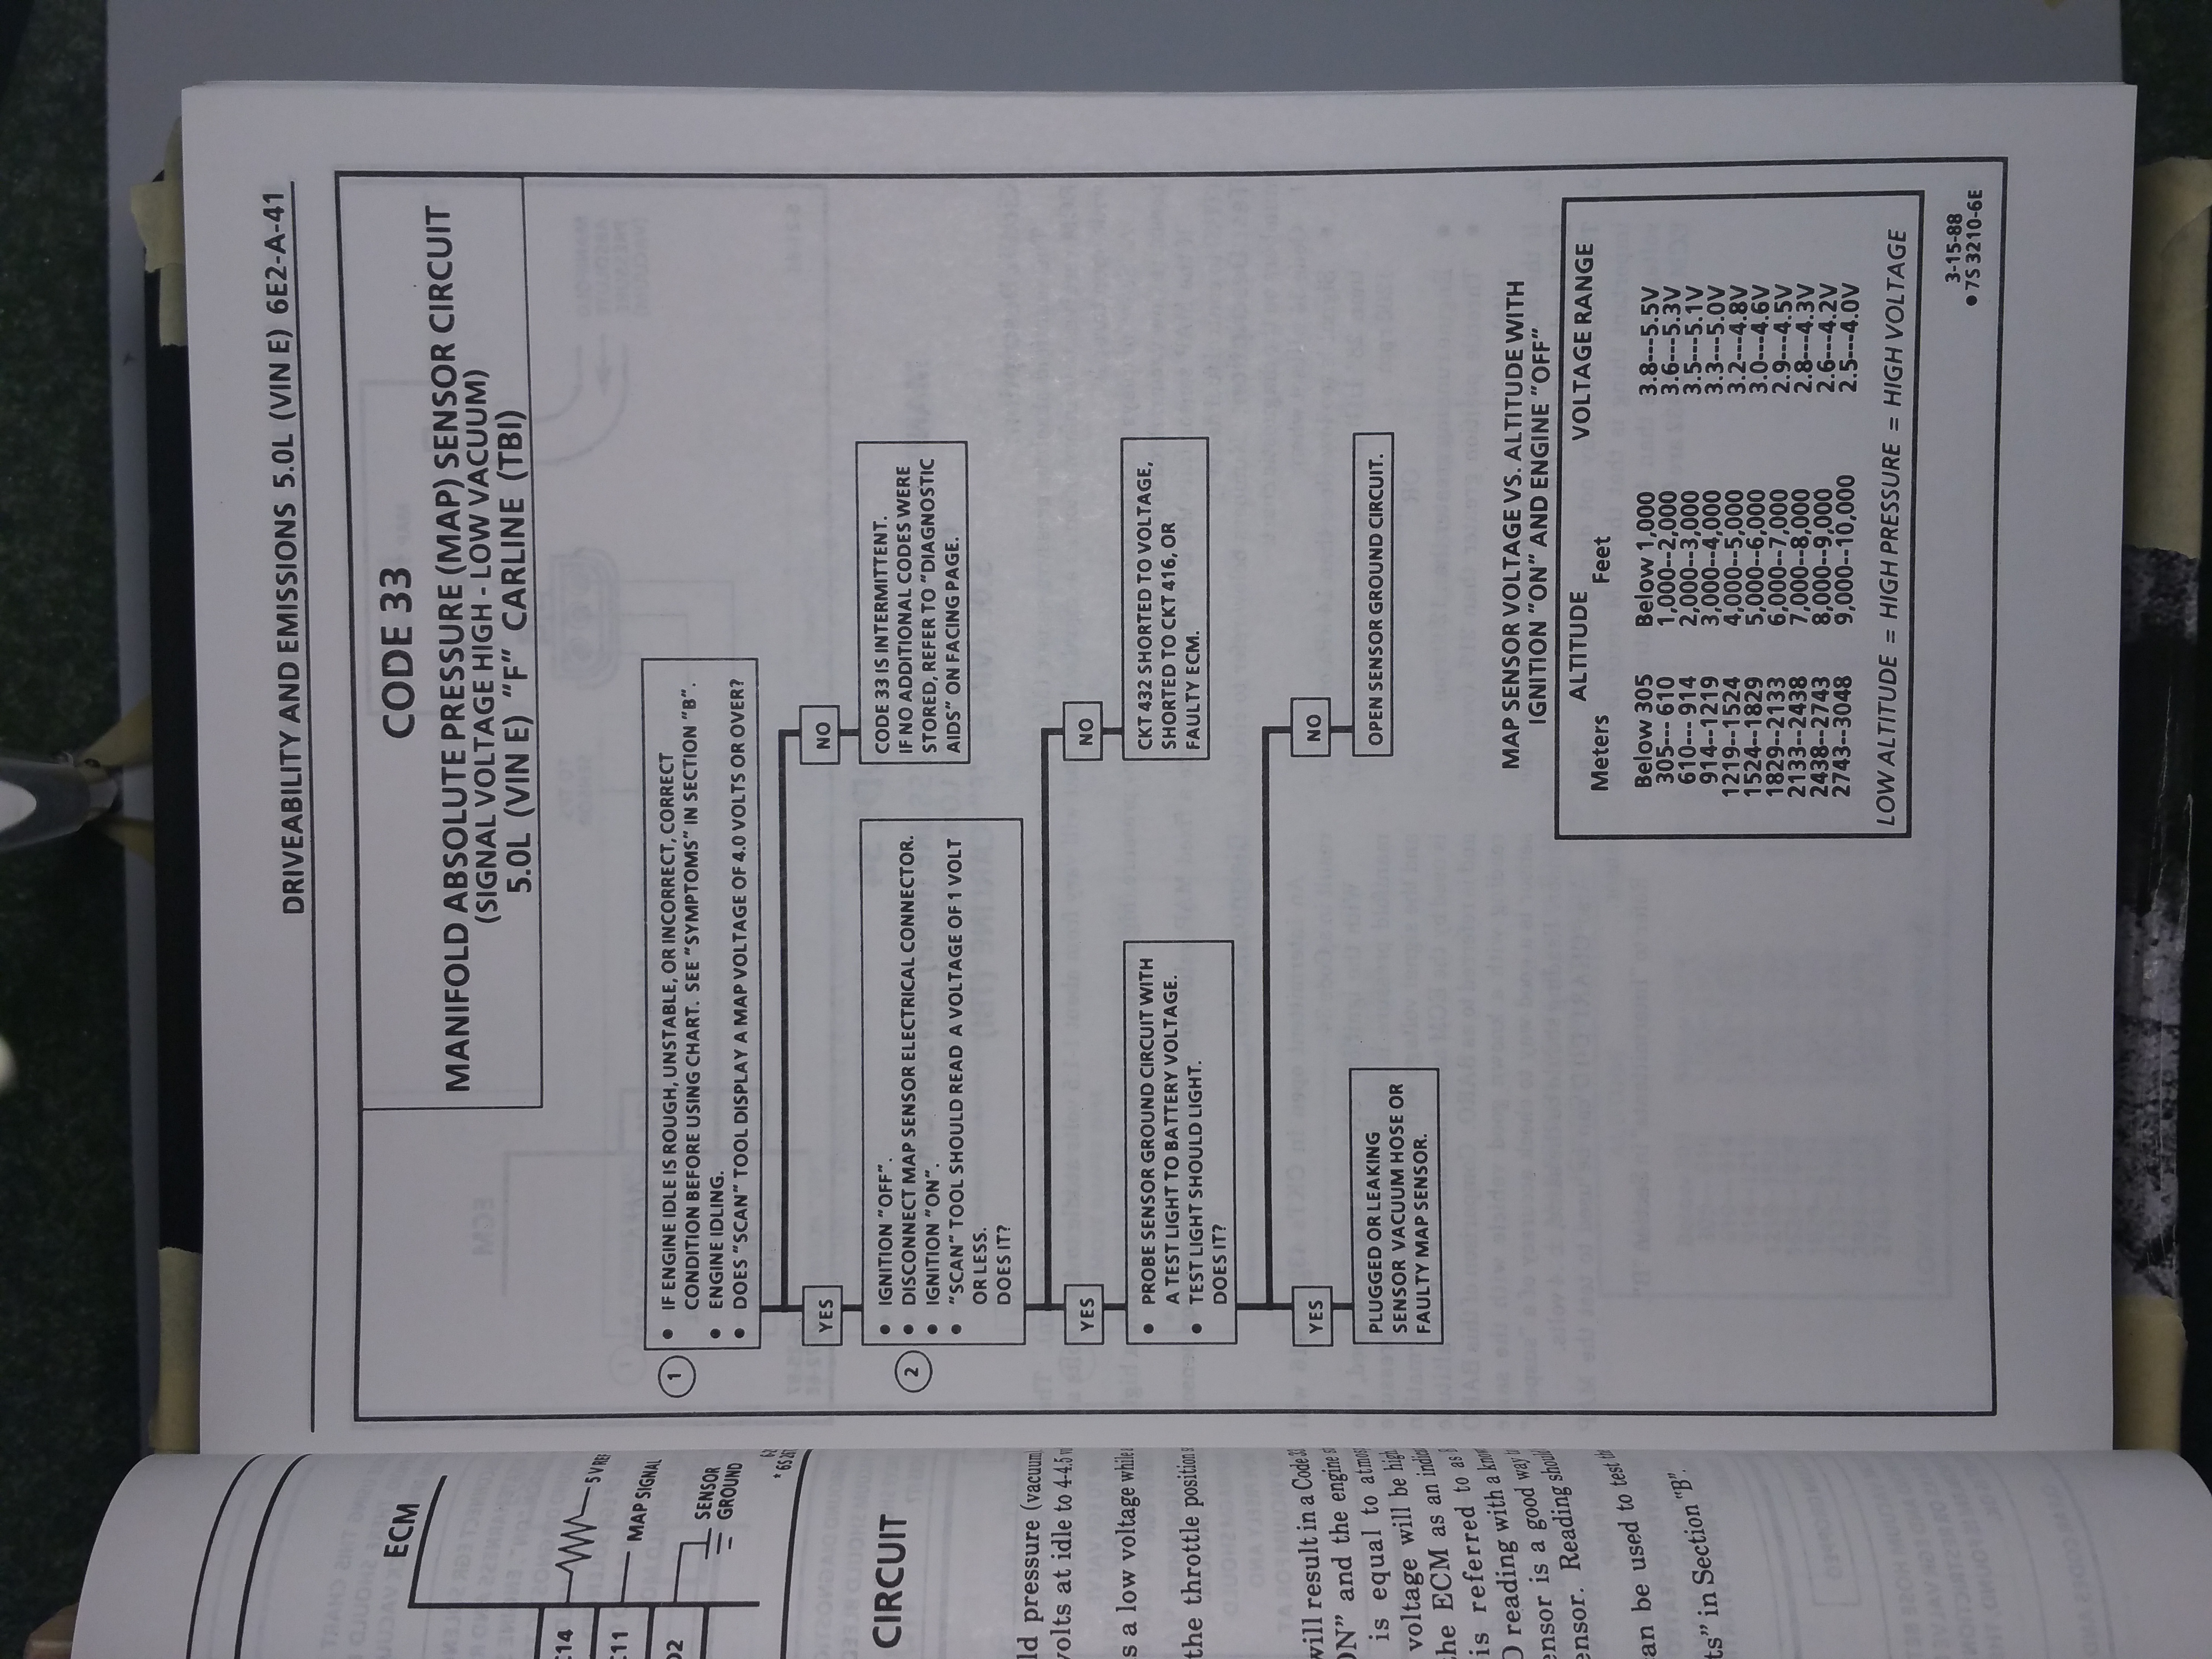 DRIVEABILITY AND EMISSIONS 5.0L (VIN E) 6E2-A-41
CODE 33
MANIFOLD ABSOLUTE PRESSURE (MAP) SENSOR CIRCUIT
(SIGNAL VOLTAGE HIGH - LOW VACUUM)
5.0L (VIN E) "F" CARLINE (TBI)
1
• IF ENGINE IDLE IS ROUGH, UNSTABLE, OR INCORRECT, CORRECT
CONDITION BEFORE USING CHART. SEE "SYMPTOMS" IN SECTION "B".
• ENGINE IDLING.
• DOES "SCAN" TOOL DISPLAY A MAP VOLTAGE OF 4.0 VOLTS OR OVER?
YES
NO
2
• IGNITION "OFF".
• DISCONNECT MAP SENSOR ELECTRICAL CONNECTOR.
• IGNITION "ON".
• "SCAN" TOOL SHOULD READ A VOLTAGE OF 1 VOLT
OR LESS.
DOES IT?
CODE 33 IS INTERMITTENT.
IF NO ADDITIONAL CODES WERE
STORED, REFER TO "DIAGNOSTIC
AIDS" ON FACING PAGE.
YES
NO
• PROBE SENSOR GROUND CIRCUIT WITH
A TEST LIGHT TO BATTERY VOLTAGE.
• TEST LIGHT SHOULD LIGHT.
DOES IT?
CKT 432 SHORTED TO VOLTAGE,
SHORTED TO CKT 416, OR
FAULTY ECM.
YES
NO
PLUGGED OR LEAKING
SENSOR VACUUM HOSE OR
FAULTY MAP SENSOR.
OPEN SENSOR GROUND CIRCUIT.
MAP SENSOR VOLTAGE VS. ALTITUDE WITH
IGNITION "ON" AND ENGINE "OFF"
ALTITUDE VOLTAGE RANGE
Meters Feet
Below 305 Below 1,000 3.8---5.5V
305--- 610 1,000--2,000 3.6---5.3V
610--- 914 2,000--3,000 3.5---5.1V
914--1219 3,000--4,000 3.3---5.0V
1219--1524 4,000--5,000 3.2---4.8V
1524--1829 5,000--6,000 3.0---4.6V
1829--2133 6,000--7,000 2.9---4.5V
2133--2438 7,000--8,000 2.8---4.3V
2438--2743 8,000--9,000 2.6---4.2V
2743--3048 9,000--10,000 2.5---4.0V
LOW ALTITUDE = HIGH PRESSURE = HIGH VOLTAGE
3-15-88
• 7S 3210-6E
ECM
5 V REF
MAP SIGNAL
SENSOR
GROUND
C14
C11
D2
CIRCUIT
ld pressure (vacuum)
volts at idle to 4-4.5
s a low voltage while
the throttle position
will result in a Code 33
ON" and the engine
is equal to atmos
voltage will be high
the ECM as an indica
is referred to as
O reading with a know
ensor is a good way
ensor. Reading should
an be used to test the
ts" in Section "B".